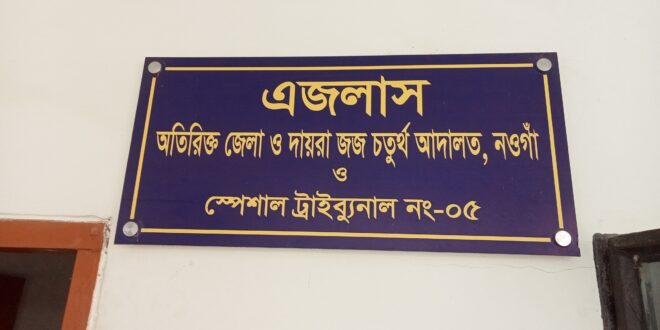 এজলাস
অতিরিক্ত জেলা ও দায়রা জজ চতুর্থ আদালত, নওগাঁ
ও
স্পেশাল ট্রাইব্যুনাল নং-০৫